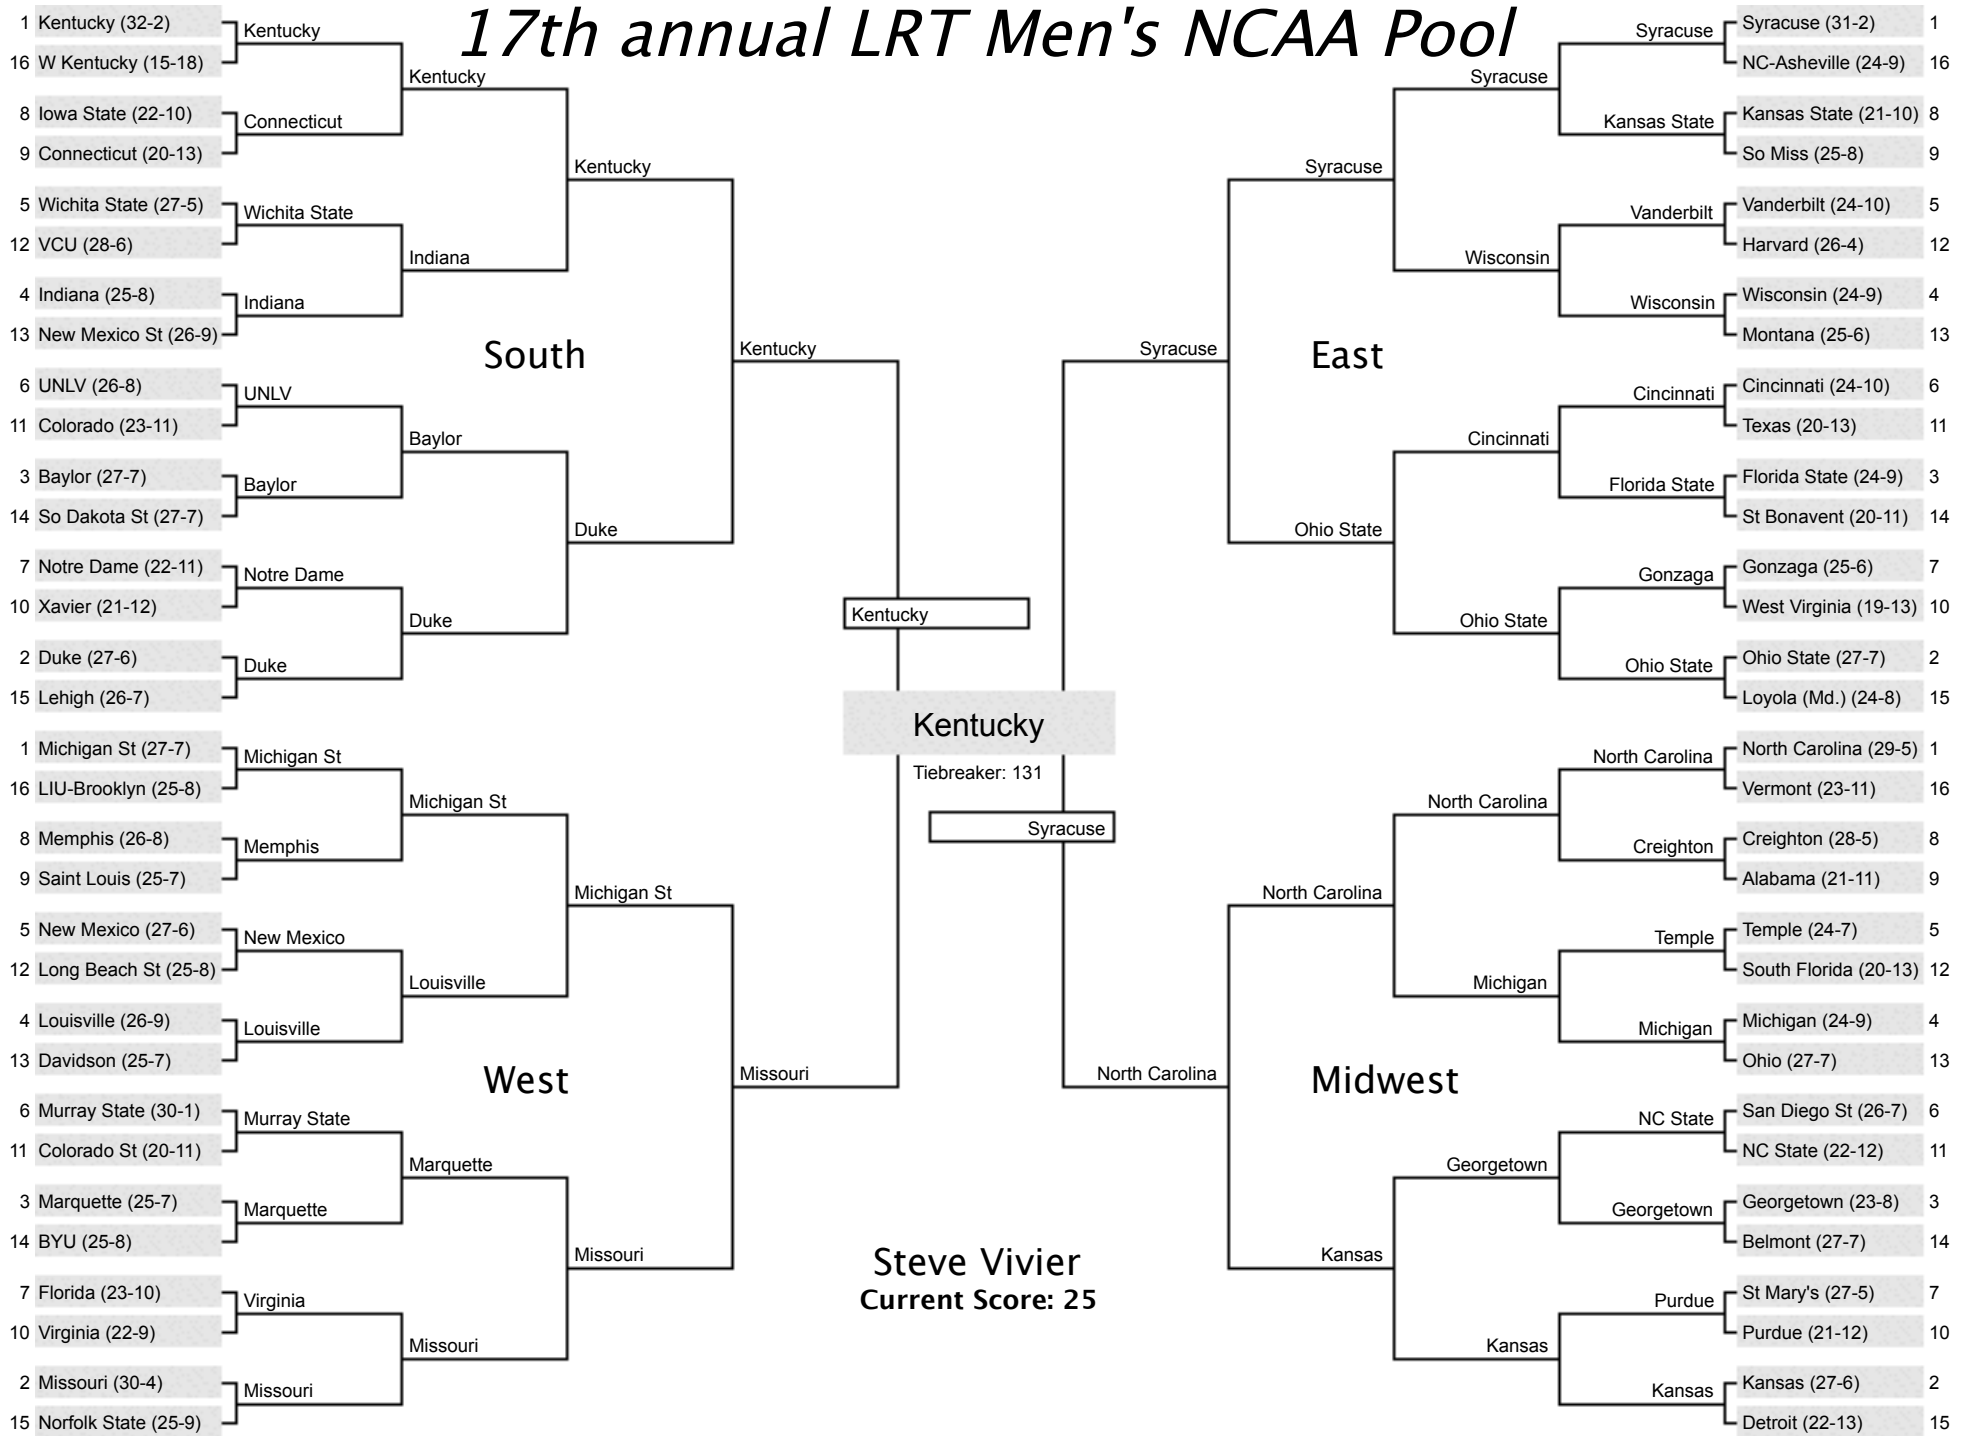 17th annual LRT Men's NCAA Pool
1 Kentucky (32-2)
16 W Kentucky (15-18)
8 Iowa State (22-10)
9 Connecticut (20-13)
5 Wichita State (27-5)
12 VCU (28-6)
4 Indiana (25-8)
13 New Mexico St (26-9)
6 UNLV (26-8)
11 Colorado (23-11)
3 Baylor (27-7)
14 So Dakota St (27-7)
7 Notre Dame (22-11)
10 Xavier (21-12)
2 Duke (27-6)
15 Lehigh (26-7)
Kentucky
Connecticut
Wichita State
Indiana
UNLV
Baylor
Notre Dame
Duke
Kentucky
Indiana
Baylor
Duke
Kentucky
Duke
South
Kentucky
1 Michigan St (27-7)
16 LIU-Brooklyn (25-8)
8 Memphis (26-8)
9 Saint Louis (25-7)
5 New Mexico (27-6)
12 Long Beach St (25-8)
4 Louisville (26-9)
13 Davidson (25-7)
6 Murray State (30-1)
11 Colorado St (20-11)
3 Marquette (25-7)
14 BYU (25-8)
7 Florida (23-10)
10 Virginia (22-9)
2 Missouri (30-4)
15 Norfolk State (25-9)
Michigan St
Memphis
New Mexico
Louisville
Murray State
Marquette
Virginia
Missouri
Michigan St
Louisville
Marquette
Missouri
Michigan St
Missouri
West
Missouri
Kentucky
Kentucky
Tiebreaker: 131
Syracuse
Steve Vivier
Current Score: 25
Syracuse
East
Syracuse
Ohio State
Syracuse
Wisconsin
Cincinnati
Ohio State
Syracuse
Kansas State
Vanderbilt
Wisconsin
Cincinnati
Florida State
Gonzaga
Ohio State
Syracuse (31-2) 1
NC-Asheville (24-9) 16
Kansas State (21-10) 8
So Miss (25-8) 9
Vanderbilt (24-10) 5
Harvard (26-4) 12
Wisconsin (24-9) 4
Montana (25-6) 13
Cincinnati (24-10) 6
Texas (20-13) 11
Florida State (24-9) 3
St Bonavent (20-11) 14
Gonzaga (25-6) 7
West Virginia (19-13) 10
Ohio State (27-7) 2
Loyola (Md.) (24-8) 15
North Carolina
Midwest
North Carolina
Kansas
North Carolina
Michigan
Georgetown
Kansas
North Carolina
Creighton
Temple
Michigan
NC State
Georgetown
Purdue
Kansas
North Carolina (29-5) 1
Vermont (23-11) 16
Creighton (28-5) 8
Alabama (21-11) 9
Temple (24-7) 5
South Florida (20-13) 12
Michigan (24-9) 4
Ohio (27-7) 13
San Diego St (26-7) 6
NC State (22-12) 11
Georgetown (23-8) 3
Belmont (27-7) 14
St Mary's (27-5) 7
Purdue (21-12) 10
Kansas (27-6) 2
Detroit (22-13) 15